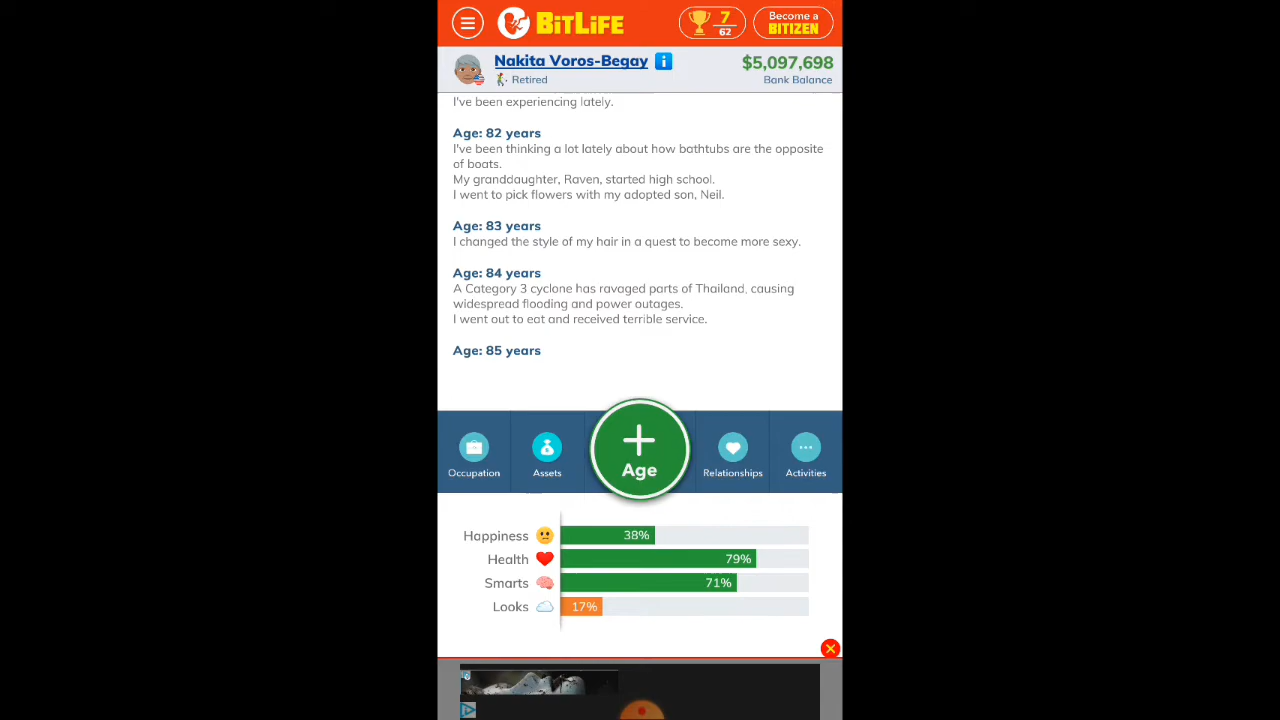 BitLife
7
62
Become a
BITIZEN
Nakita Voros-Begay
$5,097,698
Retired
Bank Balance
I've been experiencing lately.
Age: 82 years
I've been thinking a lot lately about how bathtubs are the opposite
of boats.
My granddaughter, Raven, started high school.
I went to pick flowers with my adopted son, Neil.
Age: 83 years
I changed the style of my hair in a quest to become more sexy.
Age: 84 years
A Category 3 cyclone has ravaged parts of Thailand, causing
widespread flooding and power outages.
I went out to eat and received terrible service.
Age: 85 years
Occupation
Assets
Age
Relationships
Activities
Happiness 38%
Health 79%
Smarts 71%
Looks 17%